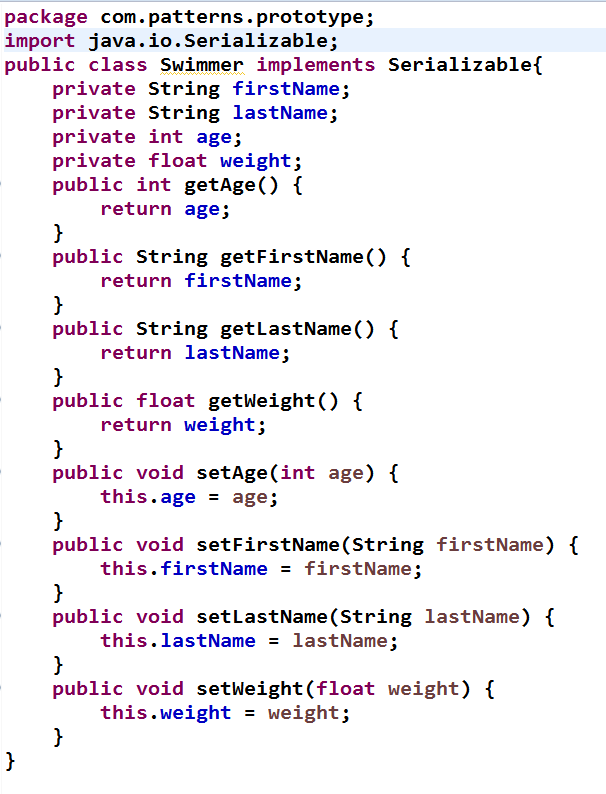 package com.patterns.prototype;
import java.io.Serializable;
public class Swimmer implements Serializable{
    private String firstName;
    private String lastName;
    private int age;
    private float weight;
    public int getAge() {
        return age;
    }
    public String getFirstName() {
        return firstName;
    }
    public String getLastName() {
        return lastName;
    }
    public float getWeight() {
        return weight;
    }
    public void setAge(int age) {
        this.age = age;
    }
    public void setFirstName(String firstName) {
        this.firstName = firstName;
    }
    public void setLastName(String lastName) {
        this.lastName = lastName;
    }
    public void setWeight(float weight) {
        this.weight = weight;
    }
}